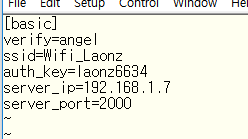 File Edit Setup Control Window Help
[basic]
verify=angel
ssid=Wifi_Laonz
auth_key=laonz6634
server_ip=192.168.1.7
server_port=2000
~
~